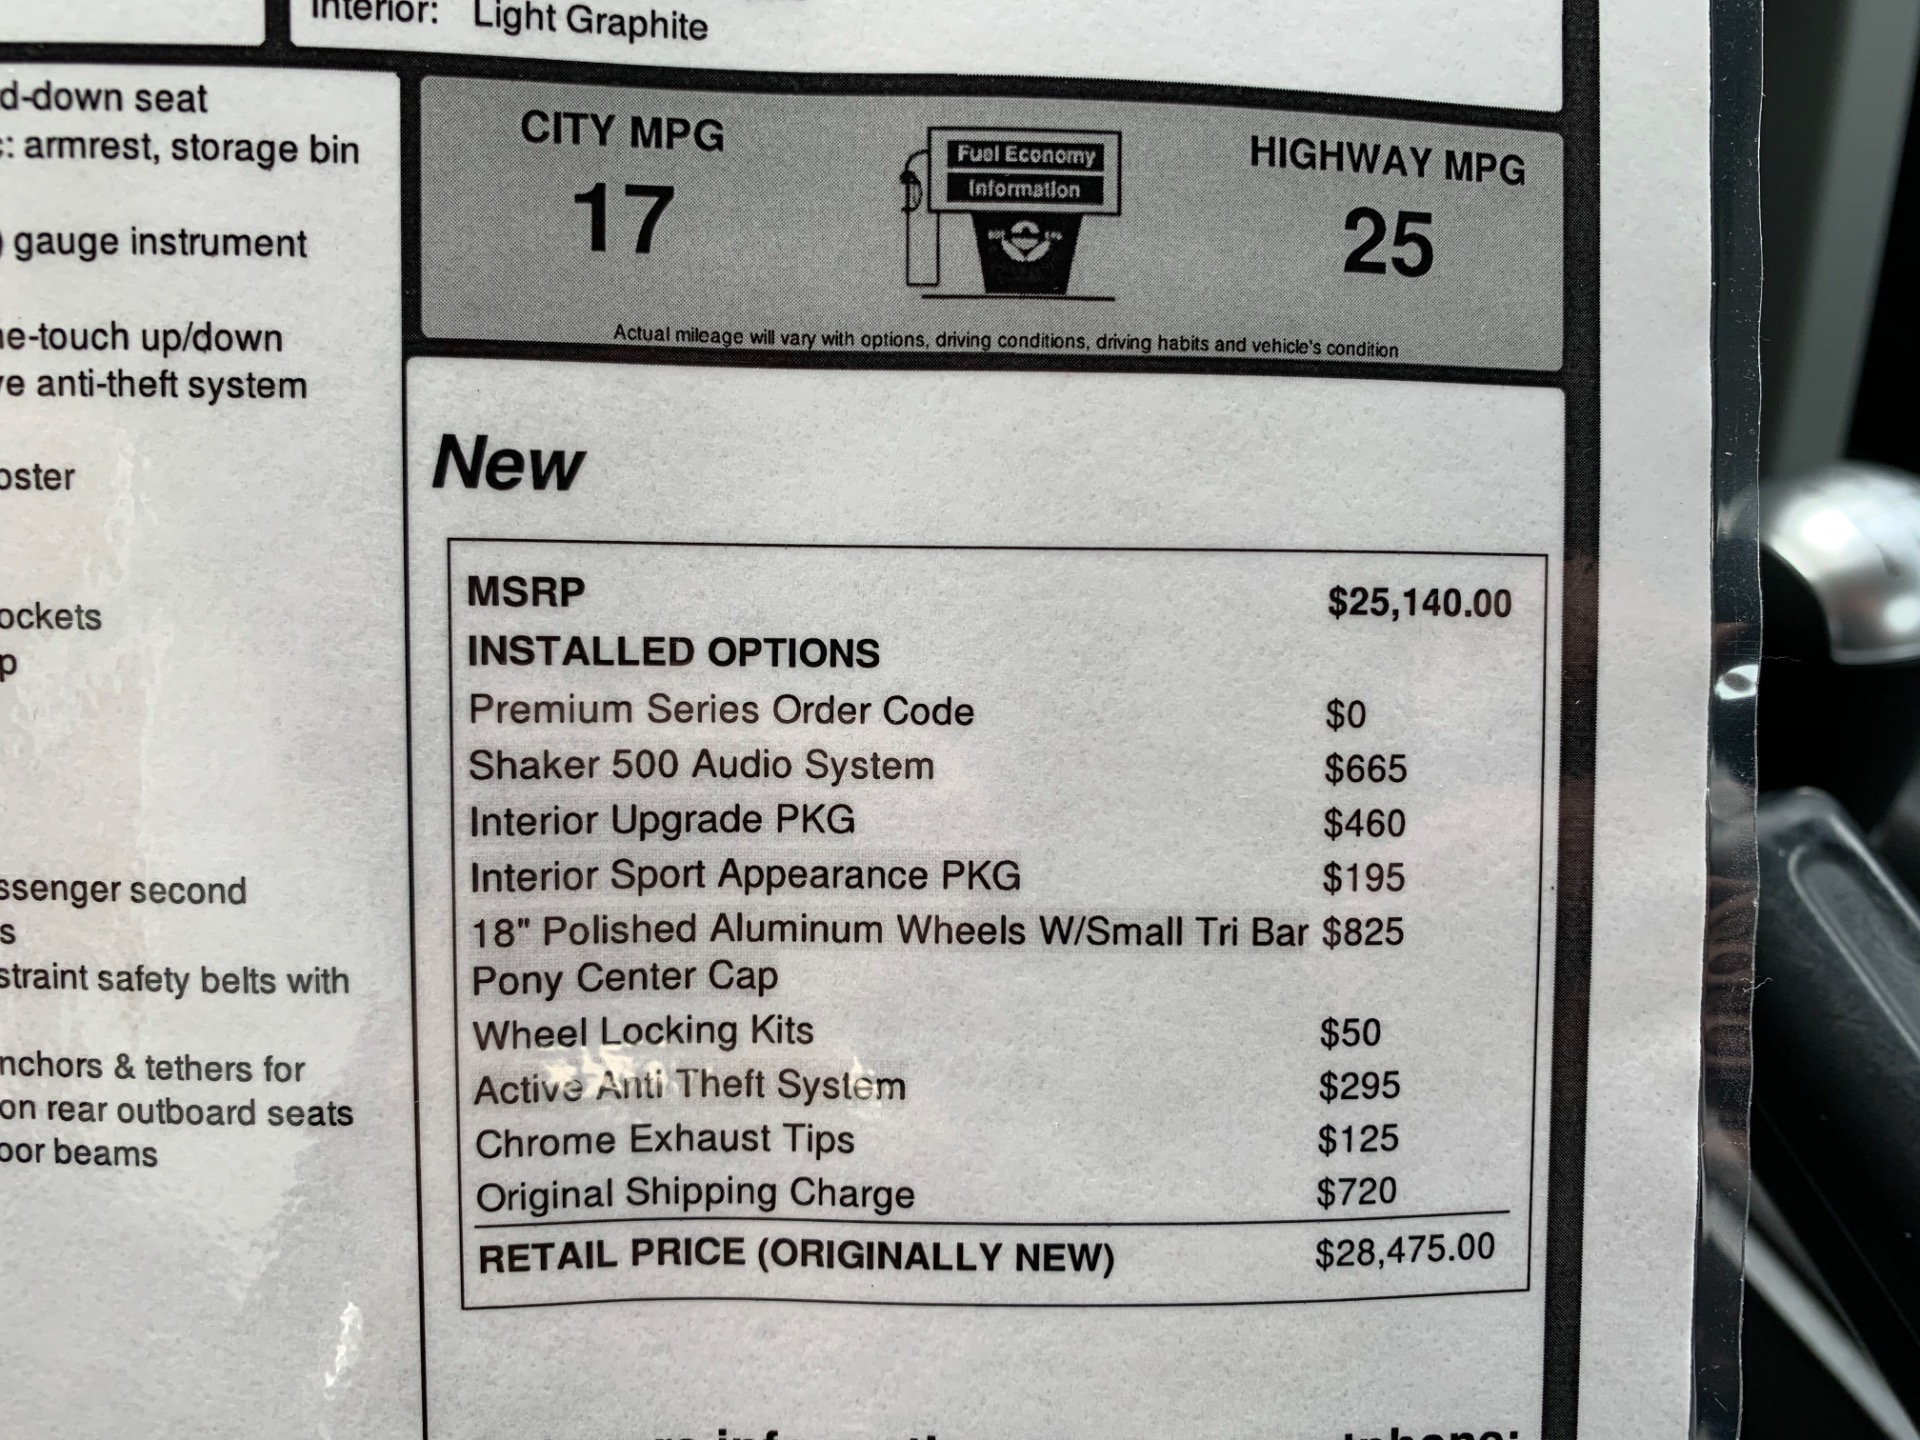 Interior: Light Graphite
d-down seat
: armrest, storage bin
) gauge instrument
e-touch up/down
e anti-theft system
oster
ockets
p
ssenger second
s
straint safety belts with
nchors & tethers for
on rear outboard seats
oor beams
CITY MPG
17
Fuel Economy
Information
HIGHWAY MPG
25
Actual mileage will vary with options, driving conditions, driving habits and vehicle's condition
New
MSRP $25,140.00
INSTALLED OPTIONS
Premium Series Order Code $0
Shaker 500 Audio System $665
Interior Upgrade PKG $460
Interior Sport Appearance PKG $195
18" Polished Aluminum Wheels W/Small Tri Bar $825
Pony Center Cap
Wheel Locking Kits $50
Active Anti Theft System $295
Chrome Exhaust Tips $125
Original Shipping Charge $720
RETAIL PRICE (ORIGINALLY NEW) $28,475.00